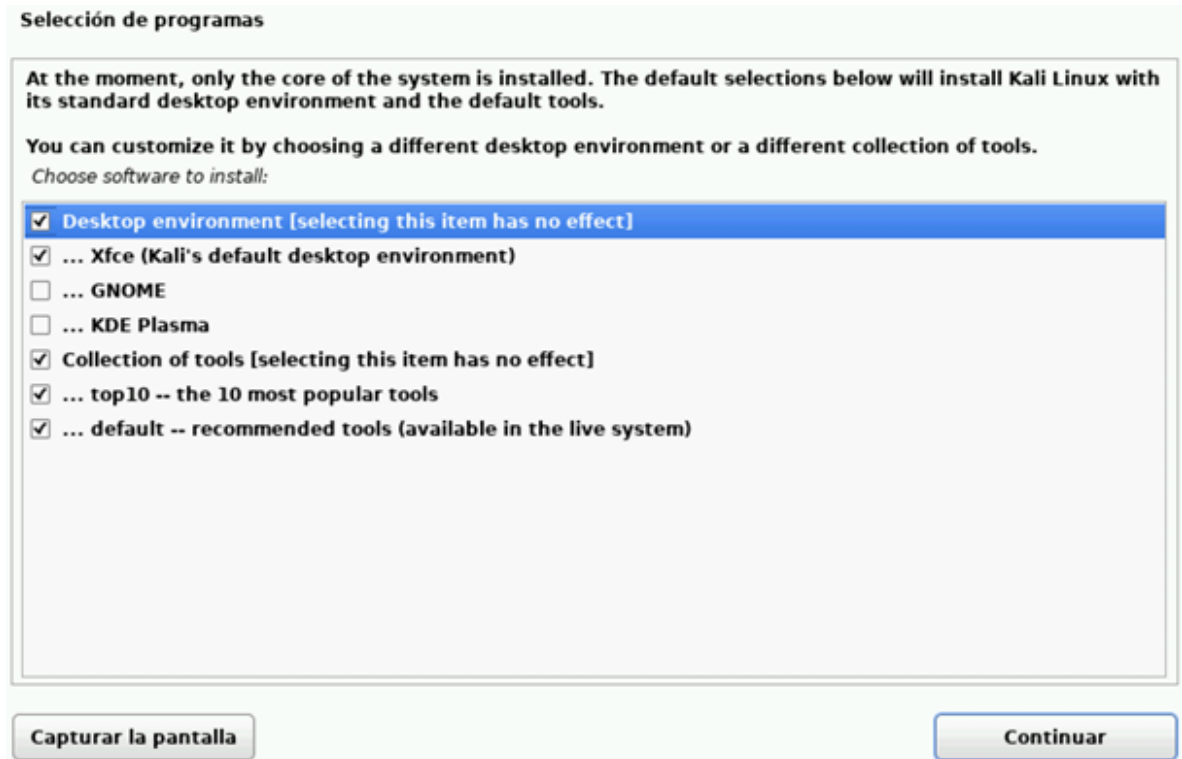 Selección de programas
At the moment, only the core of the system is installed. The default selections below will install Kali Linux with
its standard desktop environment and the default tools.
You can customize it by choosing a different desktop environment or a different collection of tools.
Choose software to install:
Desktop environment [selecting this item has no effect]
... Xfce (Kali's default desktop environment)
... GNOME
... KDE Plasma
Collection of tools [selecting this item has no effect]
... top10 -- the 10 most popular tools
... default -- recommended tools (available in the live system)
Capturar la pantalla
Continuar